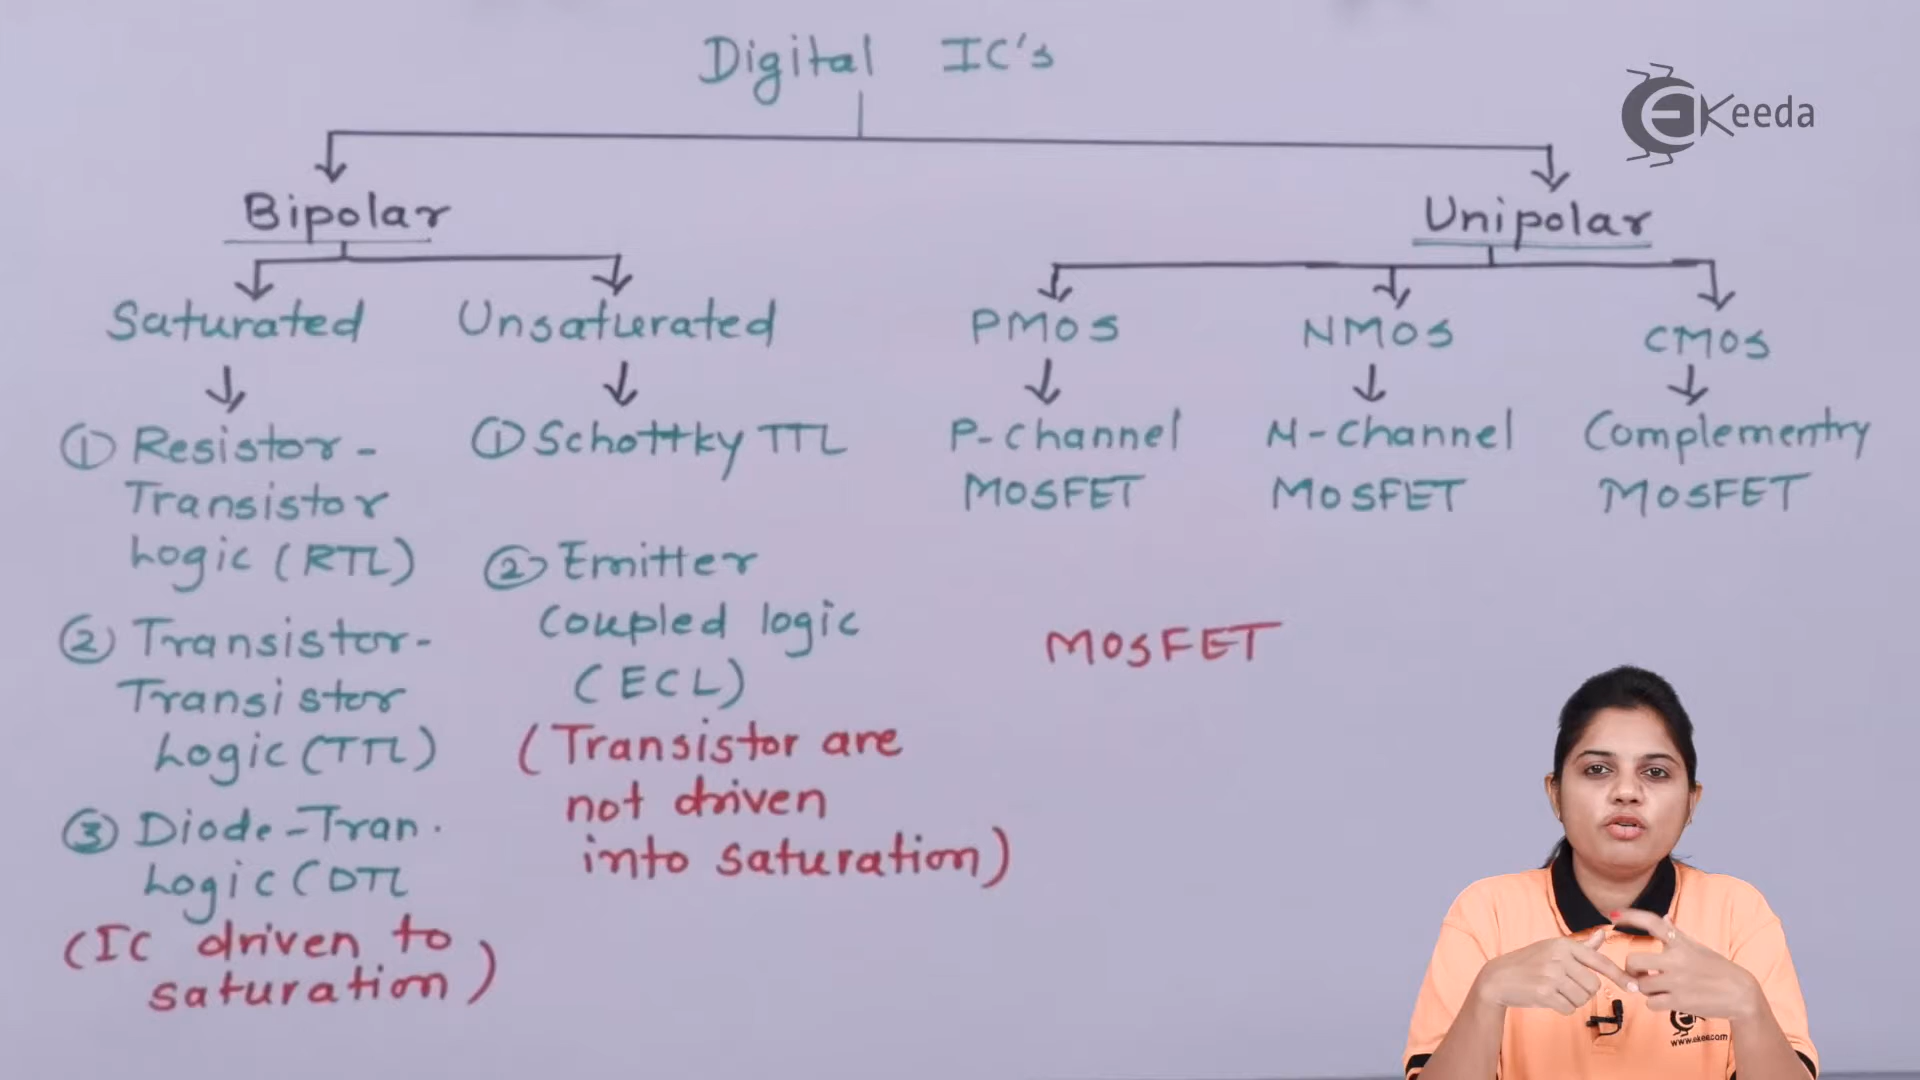 Digital IC's
EKeeda
Bipolar
Unipolar
Saturated
Unsaturated
PMOS
NMOS
CMOS
① Resistor-
Transistor
Logic (RTL)
② Transistor-
Transistor
Logic (TTL)
③ Diode-Tran.
Logic (DTL
(IC driven to
saturation)
① Schottky TTL
② Emitter
Coupled logic
(ECL)
(Transistor are
not driven
into saturation)
P-channel
MOSFET
N-channel
MOSFET
Complementry
MOSFET
MOSFET